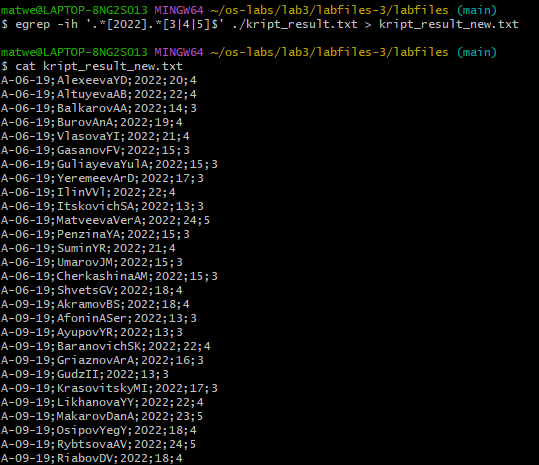 matwe@LAPTOP-8NG2SO13 MINGW64 ~/os-labs/lab3/labfiles-3/labfiles (main)
$ egrep -ih '.*[2022].*[3|4|5]$' ./kript_result.txt > kript_result_new.txt
matwe@LAPTOP-8NG2SO13 MINGW64 ~/os-labs/lab3/labfiles-3/labfiles (main)
$ cat kript_result_new.txt
A-06-19;AlexeevaYD;2022;20;4
A-06-19;AltuyevaAB;2022;22;4
A-06-19;BalkarovAA;2022;14;3
A-06-19;BurovAnA;2022;19;4
A-06-19;VlasovaYI;2022;21;4
A-06-19;GasanovFV;2022;15;3
A-06-19;GuliayevaYulA;2022;15;3
A-06-19;YeremeevArD;2022;17;3
A-06-19;IlinVVl;2022;22;4
A-06-19;ItskovichSA;2022;13;3
A-06-19;MatveevaVerA;2022;24;5
A-06-19;PenzinaYA;2022;15;3
A-06-19;SuminYR;2022;21;4
A-06-19;UmarovJM;2022;15;3
A-06-19;CherkashinaAM;2022;15;3
A-06-19;ShvetsGV;2022;18;4
A-09-19;AkramovBS;2022;18;4
A-09-19;AfoninASer;2022;13;3
A-09-19;AyupovYR;2022;13;3
A-09-19;BaranovichSK;2022;22;4
A-09-19;GriaznovArA;2022;16;3
A-09-19;GudzII;2022;13;3
A-09-19;KrasovitskyMI;2022;17;3
A-09-19;LikhanovaYY;2022;22;4
A-09-19;MakarovDanA;2022;23;5
A-09-19;OsipovYegY;2022;18;4
A-09-19;RybtsovaAV;2022;24;5
A-09-19;RiabovDV;2022;18;4